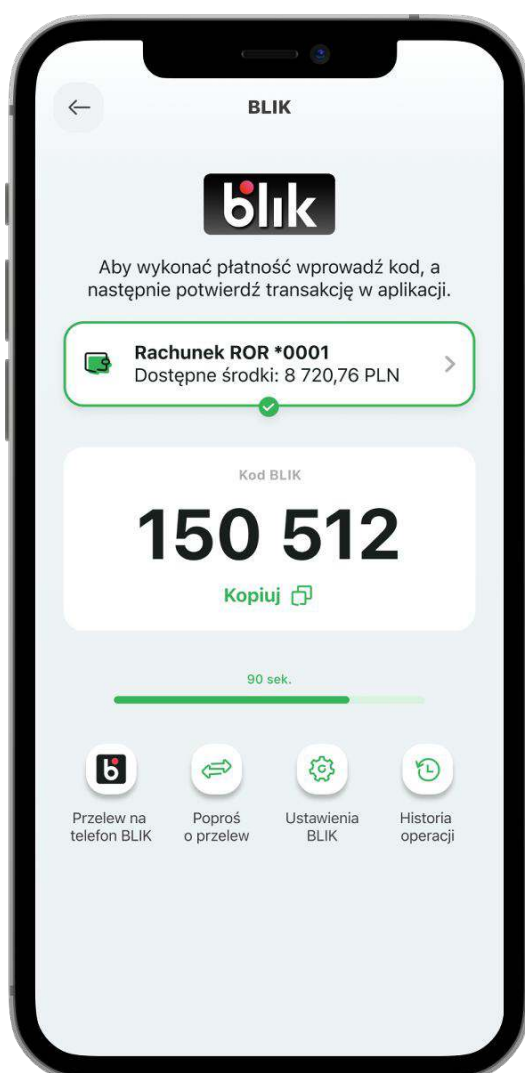 BLIK
blik
Aby wykonać płatność wprowadź kod, a
następnie potwierdź transakcję w aplikacji.
Rachunek ROR *0001
Dostępne środki: 8 720,76 PLN
Kod BLIK
150 512
Kopiuj
90 sek.
Przelew na
telefon BLIK
Poproś
o przelew
Ustawienia
BLIK
Historia
operacji